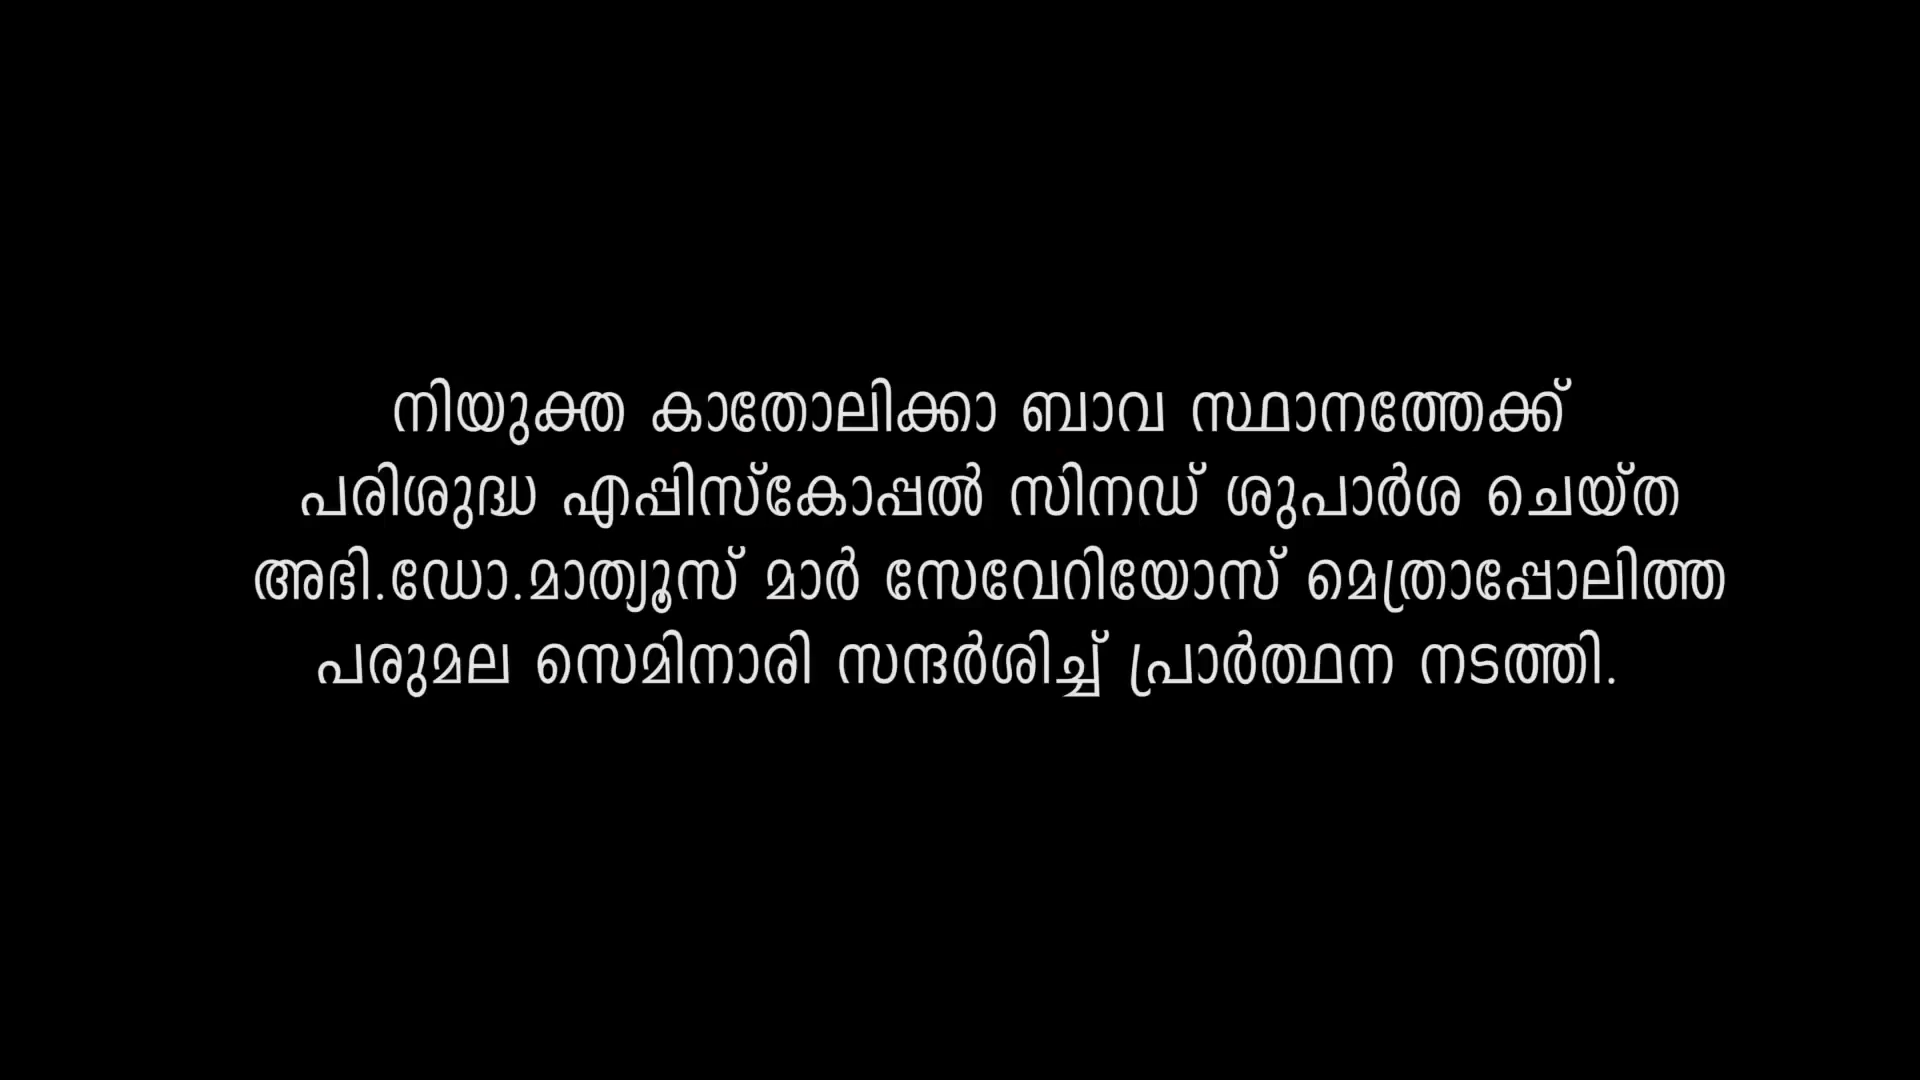 നിയുക്ത കാതോലിക്കാ ബാവ സ്ഥാനത്തേക്ക്
പരിശുദ്ധ എപ്പിസ്കോപ്പൽ സിനഡ് ശുപാർശ ചെയ്ത
അഭി.ഡോ.മാത്യൂസ് മാർ സേവേറിയോസ് മെത്രാപ്പോലിത്ത
പരുമല സെമിനാരി സന്ദർശിച്ച് പ്രാർത്ഥന നടത്തി.